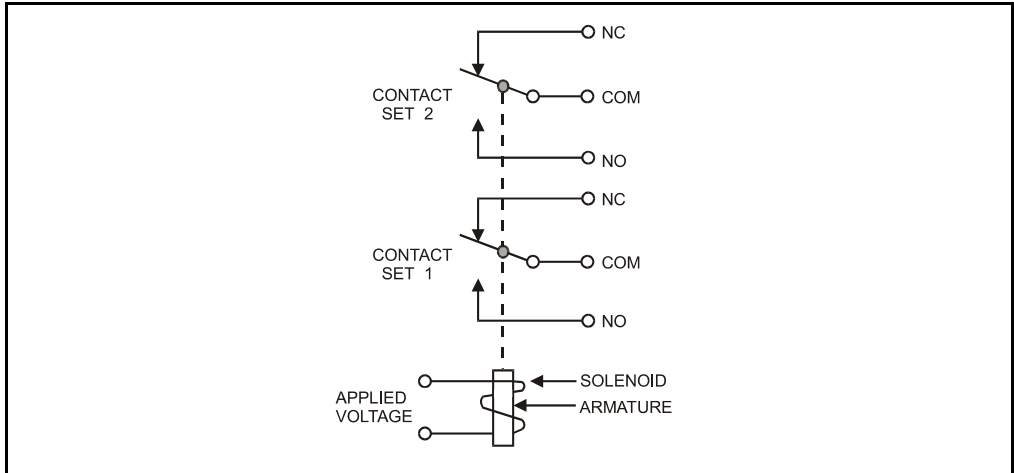 NC
CONTACT
SET 2
COM
NO
NC
CONTACT
SET 1
COM
NO
APPLIED
VOLTAGE
SOLENOID
ARMATURE